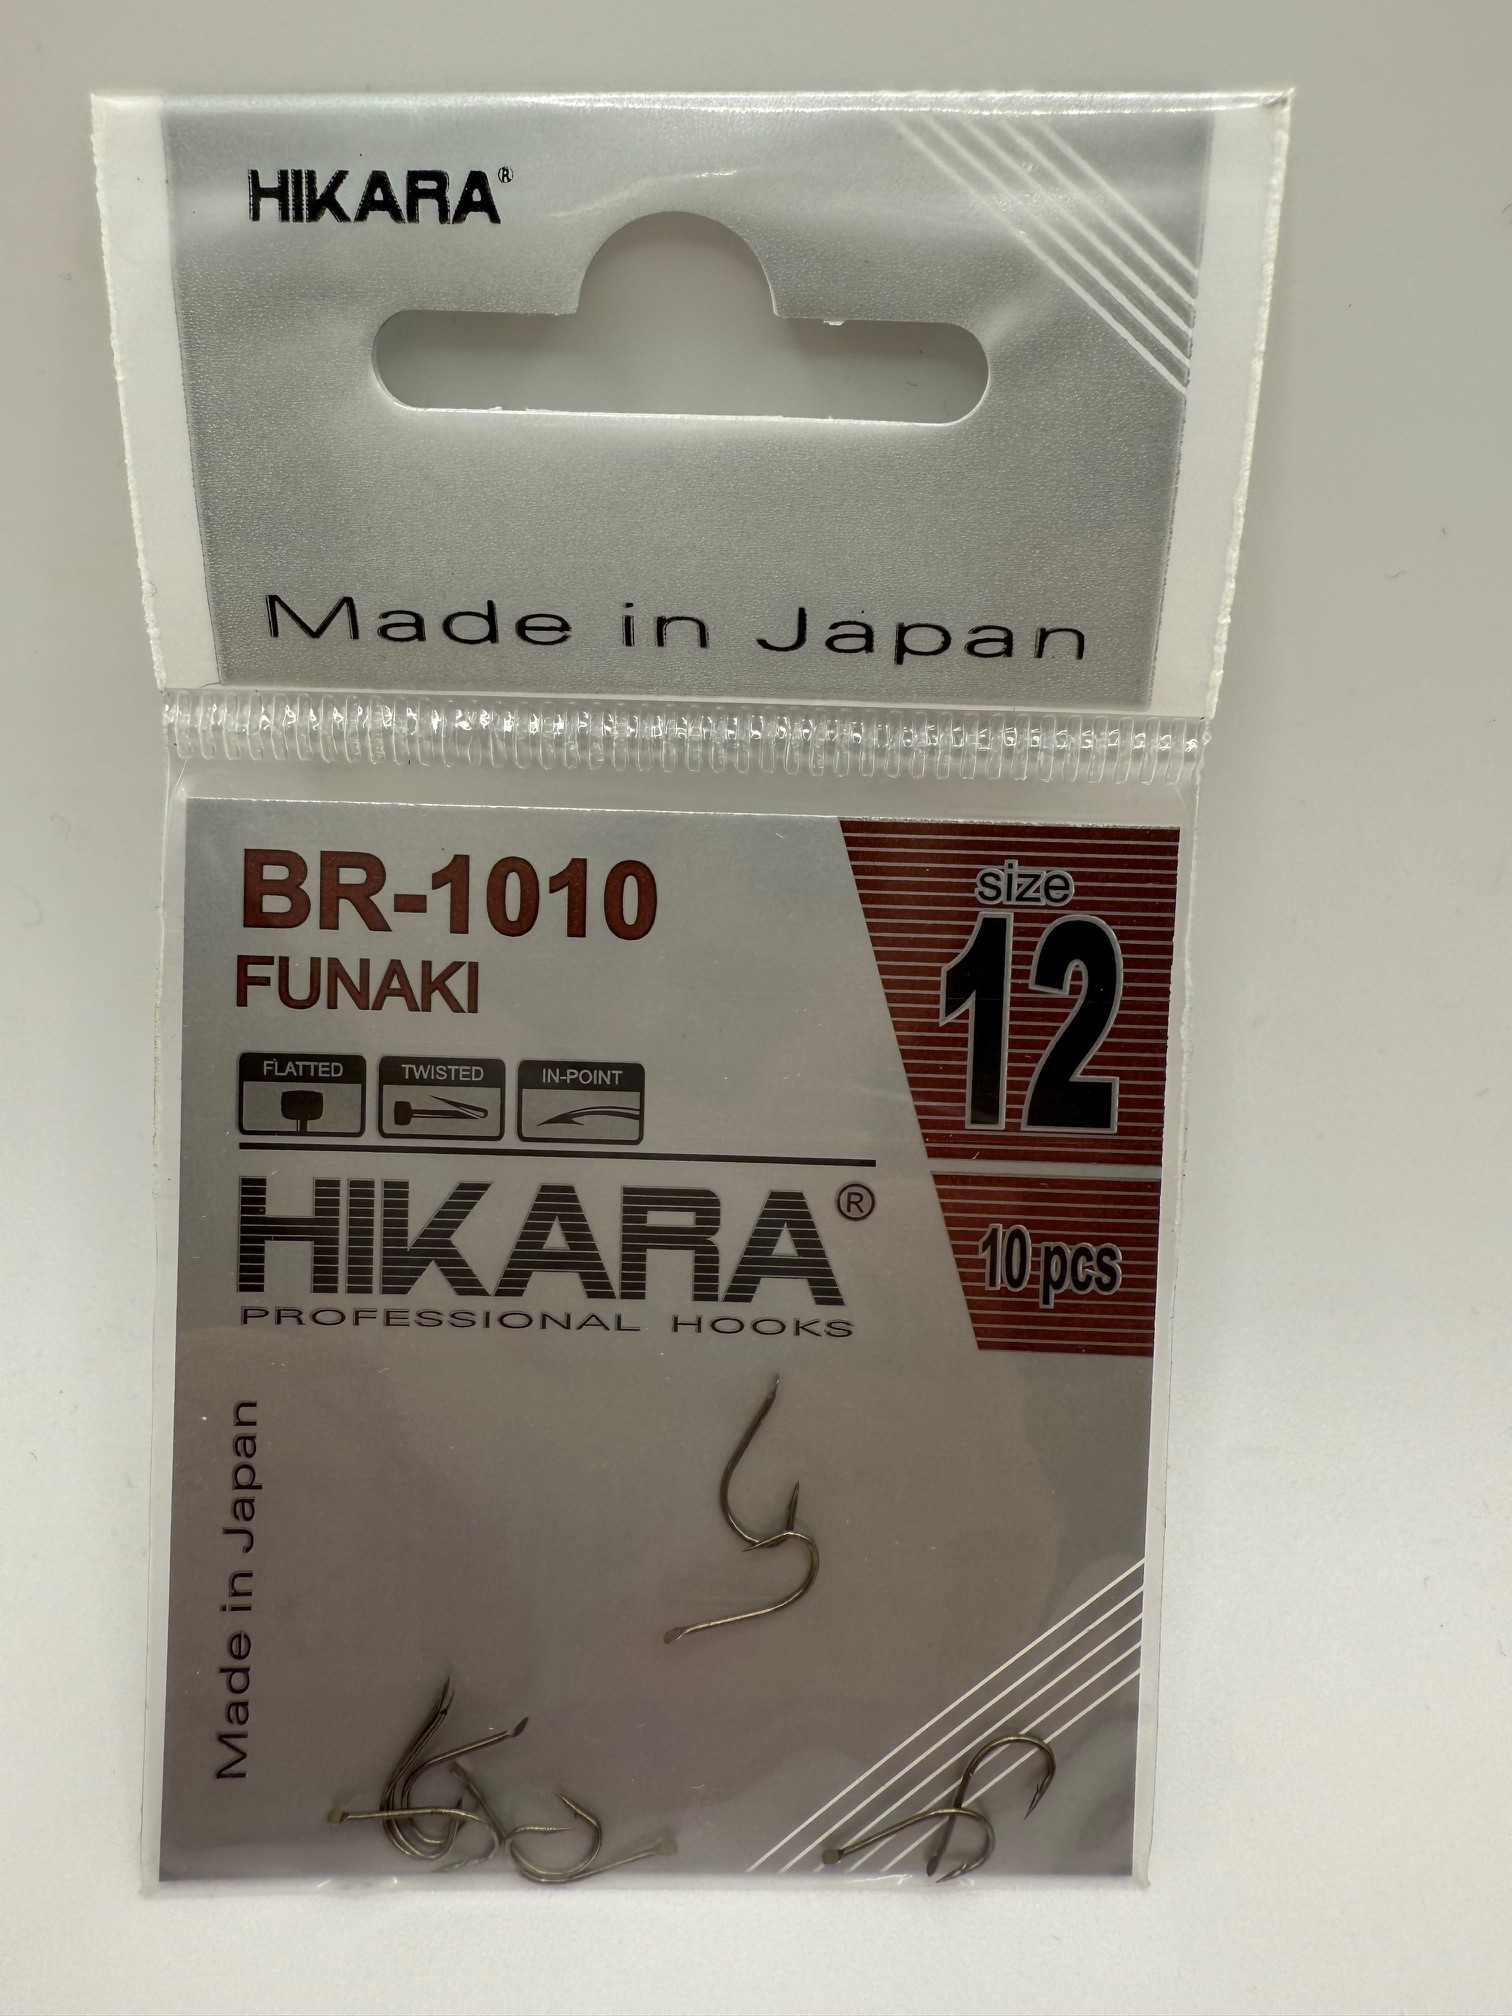 HIKARA®
Made in Japan
BR-1010
FUNAKI
size
12
FLATTED
TWISTED
IN-POINT
HIKARA®
PROFESSIONAL HOOKS
10 pcs
Made in Japan